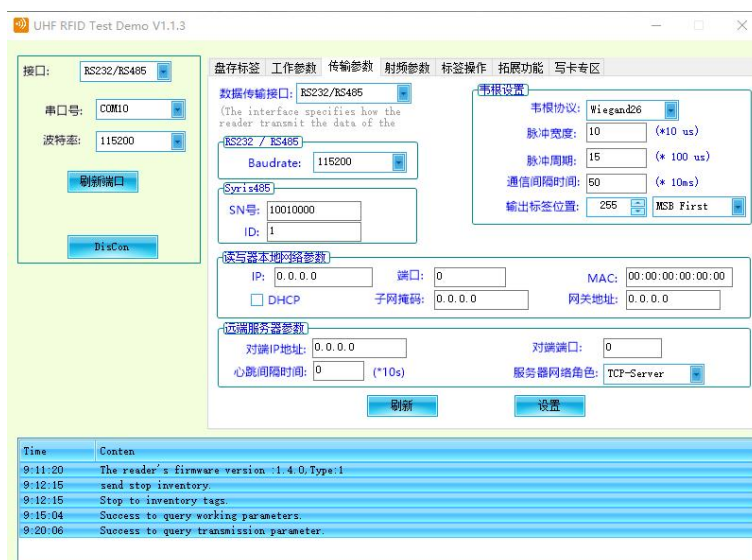 UHF RFID Test Demo V1.1.3
接口: RS232/RS485
串口号: COM10
波特率: 115200
刷新端口
DisCon
盘存标签 工作参数 传输参数 射频参数 标签操作 拓展功能 写卡专区
数据传输接口: RS232/RS485
(The interface specifies how the
reader transmit the data of the
RS232 / RS485
Baudrate: 115200
Syris485
SN号: 10010000
ID: 1
韦根设置
韦根协议: Wiegand26
脉冲宽度: 10 (*10 us)
脉冲周期: 15 (* 100 us)
通信间隔时间: 50 (* 10ms)
输出标签位置: 255 MSB First
读写器本地网络参数
IP: 0.0.0.0 端口: 0 MAC: 00:00:00:00:00:00
DHCP 子网掩码: 0.0.0.0 网关地址: 0.0.0.0
远端服务器参数
对端IP地址: 0.0.0.0 对端端口: 0
心跳间隔时间: 0 (*10s) 服务器网络角色: TCP-Server
刷新 设置
Time Conten
9:11:20 The reader's firmware version :1.4.0,Type:1
9:12:15 send stop inventory.
9:12:15 Stop to inventory tags.
9:15:04 Success to query working parameters.
9:20:06 Success to query transmission parameter.